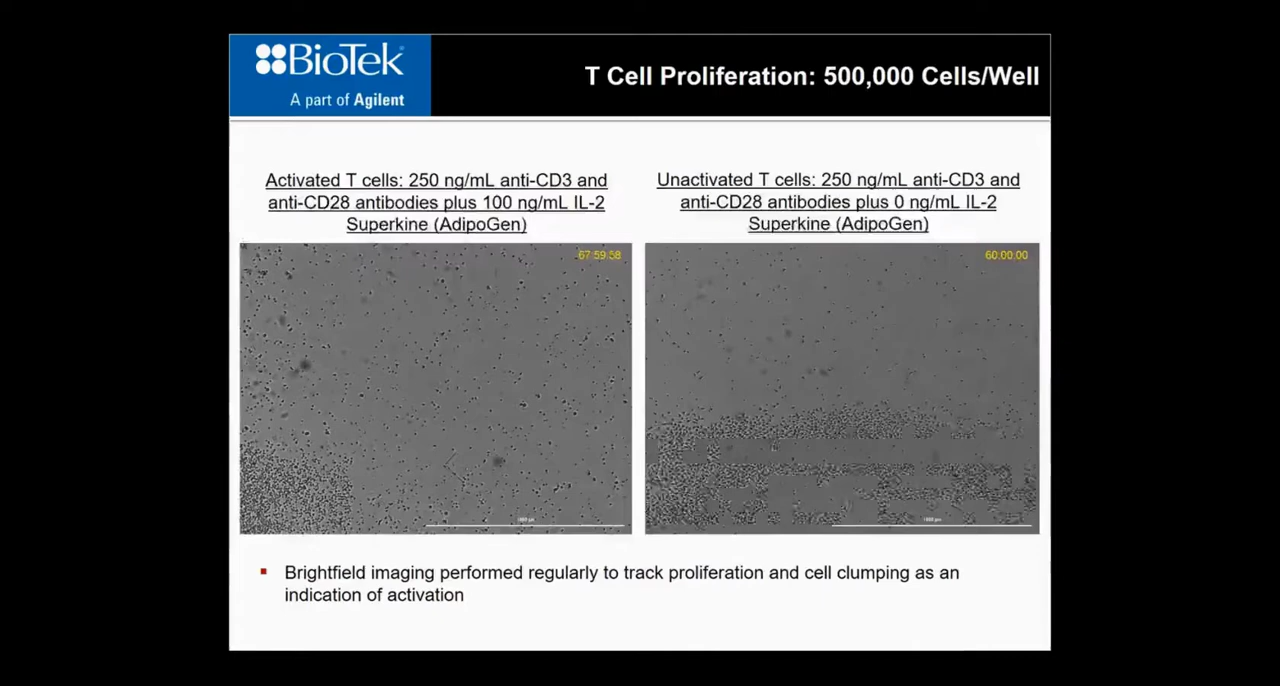 BioTek
A part of Agilent
T Cell Proliferation: 500,000 Cells/Well
Activated T cells: 250 ng/mL anti-CD3 and
anti-CD28 antibodies plus 100 ng/mL IL-2
Superkine (AdipoGen)
Unactivated T cells: 250 ng/mL anti-CD3 and
anti-CD28 antibodies plus 0 ng/mL IL-2
Superkine (AdipoGen)
67:59:58
60:00:00
1000 µm
▪ Brightfield imaging performed regularly to track proliferation and cell clumping as an
indication of activation